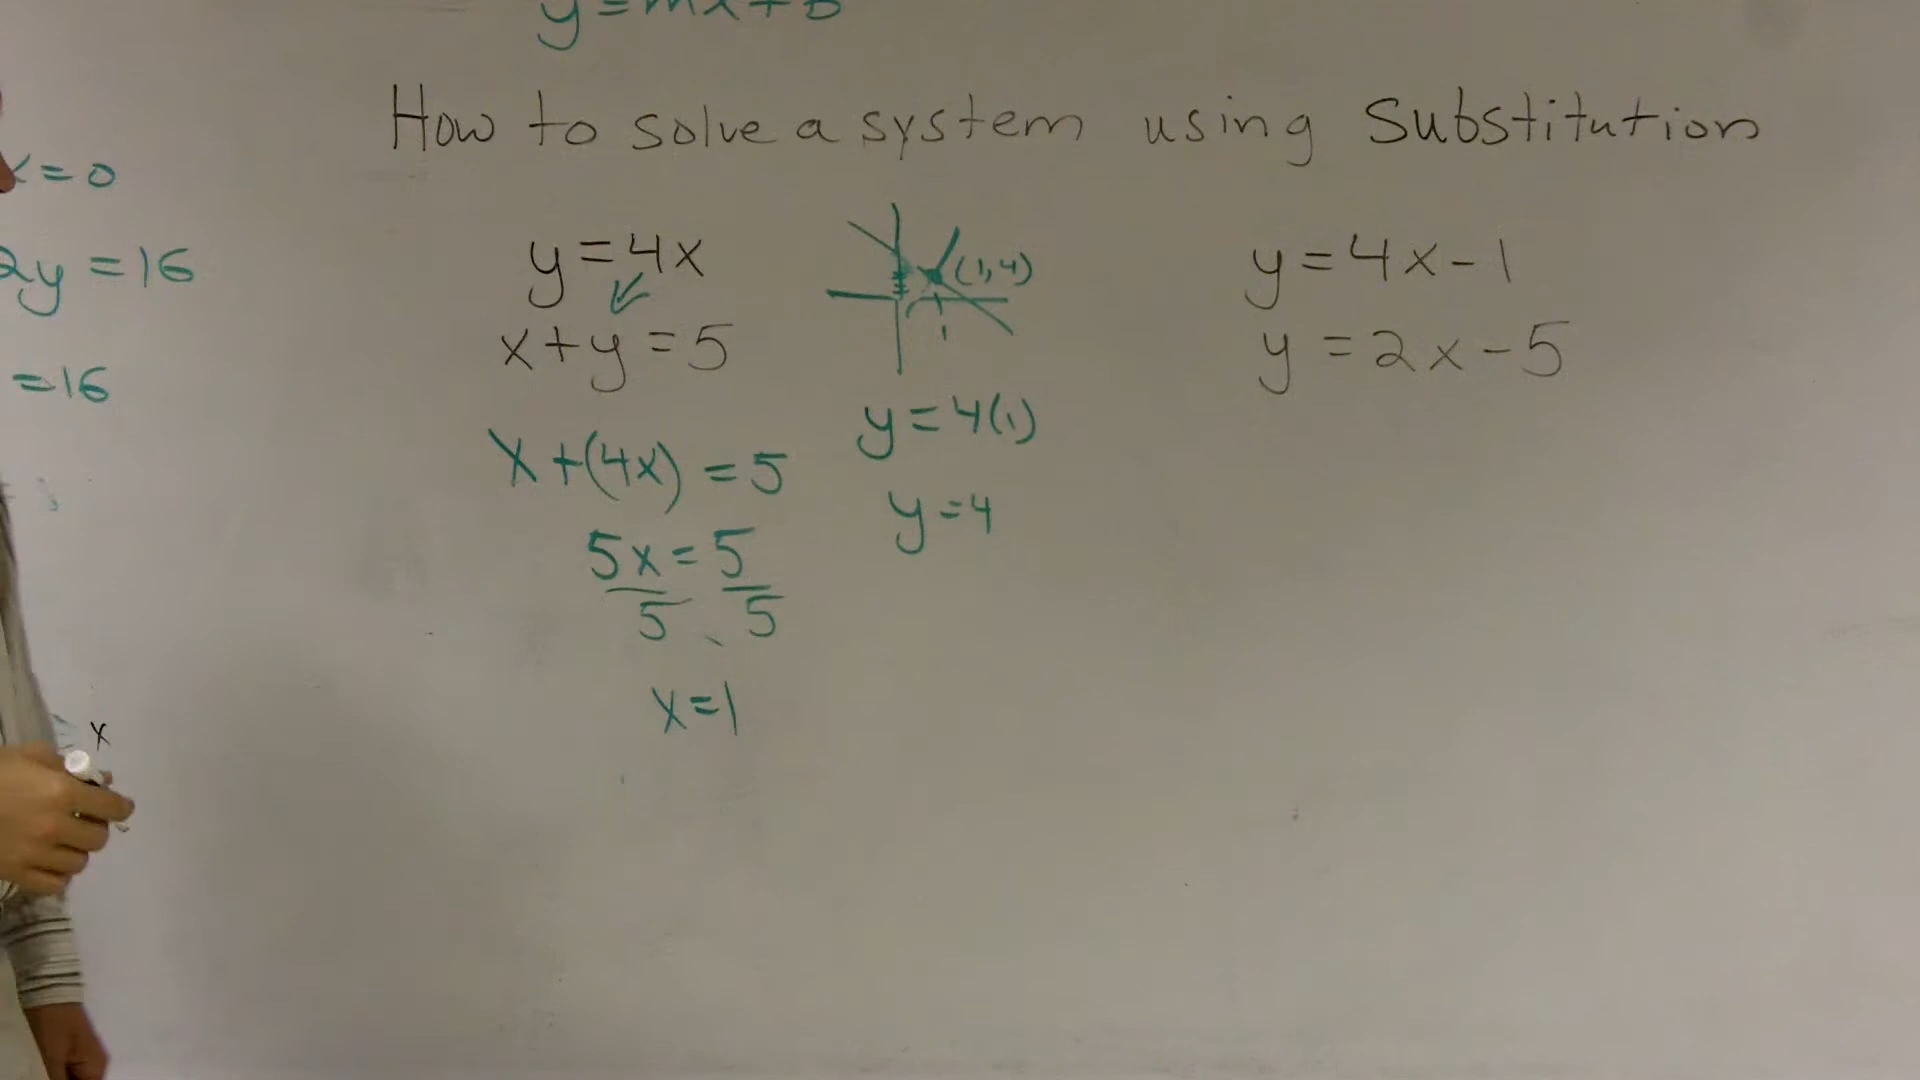 y=mx+b
How to solve a system using Substitution
x=0
2y=16
=16
x
y=4x
x+y=5
x+(4x)=5
5x=5
5 5
x=1
(1,4)
1
y=4(1)
y=4
y=4x-1
y=2x-5